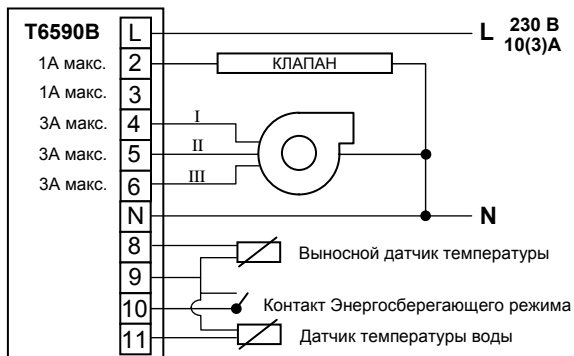 T6590B L L 230 В
10(3)А
1А макс. 2 КЛАПАН
1А макс. 3
3А макс. 4 I
3А макс. 5 II
3А макс. 6 III
N N
8 Выносной датчик температуры
9
10 Контакт Энергосберегающего режима
11 Датчик температуры воды